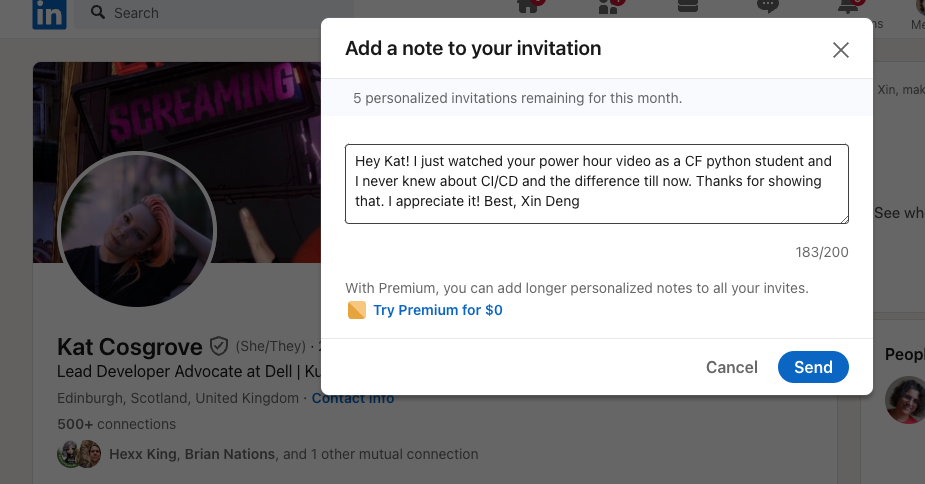 in
Search
SCREAMING
Add a note to your invitation
5 personalized invitations remaining for this month.
Hey Kat! I just watched your power hour video as a CF python student and
I never knew about CI/CD and the difference till now. Thanks for showing
that. I appreciate it! Best, Xin Deng
183/200
With Premium, you can add longer personalized notes to all your invites.
Try Premium for $0
Cancel
Send
Kat Cosgrove (She/They) ·
Lead Developer Advocate at Dell |
Edinburgh, Scotland, United Kingdom · Contact info
500+ connections
Hexx King, Brian Nations, and 1 other mutual connection
Xin, mak
See wh
Peopl